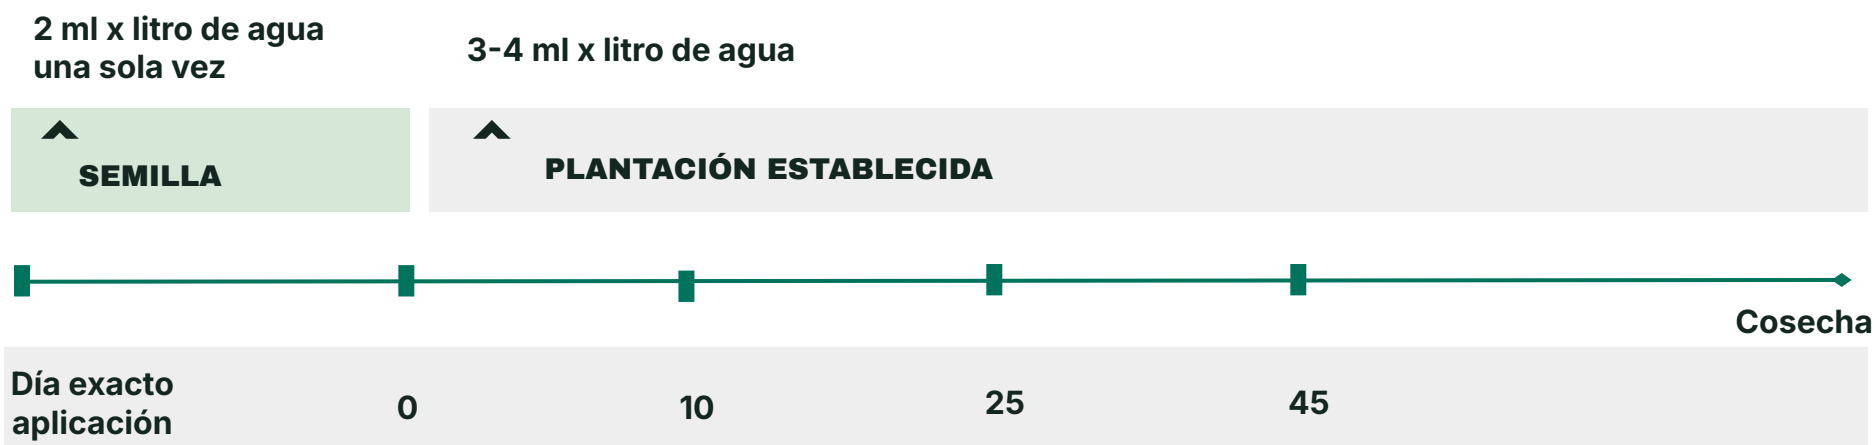 2 ml x litro de agua
una sola vez
3-4 ml x litro de agua
SEMILLA
PLANTACIÓN ESTABLECIDA
Cosecha
Día exacto
aplicación
0
10
25
45